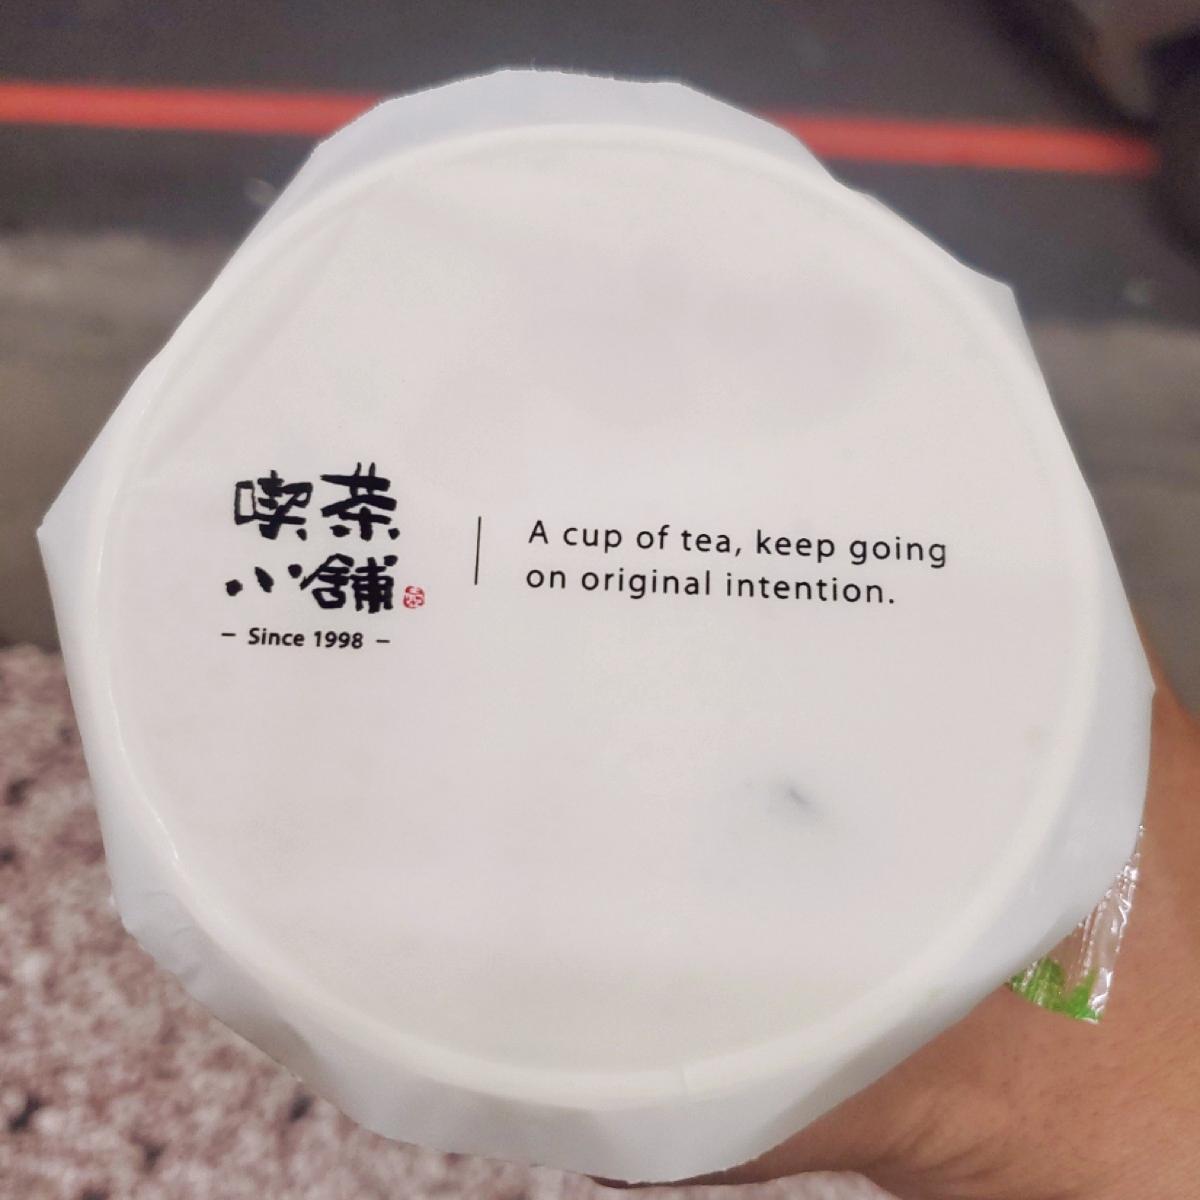 喫茶
小舖
– Since 1998 –
A cup of tea, keep going
on original intention.